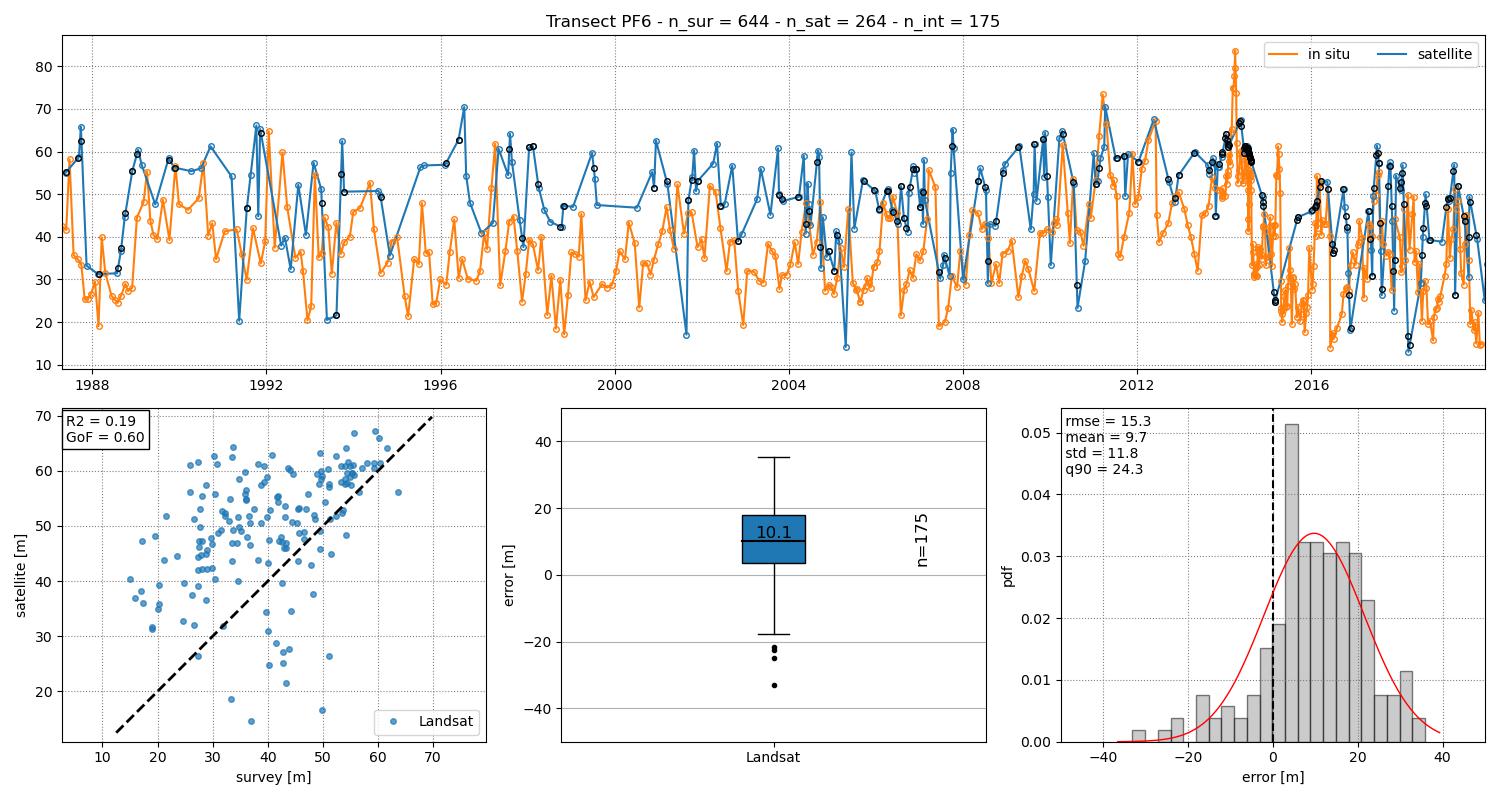 Transect PF6 - n_sur = 644 - n_sat = 264 - n_int = 175
in situ
satellite
80
70
60
50
40
30
20
10
1988 1992 1996 2000 2004 2008 2012 2016
R2 = 0.19
GoF = 0.60
70
60
50
40
30
20
satellite [m]
Landsat
10 20 30 40 50 60 70
survey [m]
40
20
0
−20
−40
error [m]
10.1
n=175
Landsat
rmse = 15.3
mean = 9.7
std = 11.8
q90 = 24.3
0.05
0.04
0.03
0.02
0.01
0.00
pdf
−40 −20 0 20 40
error [m]